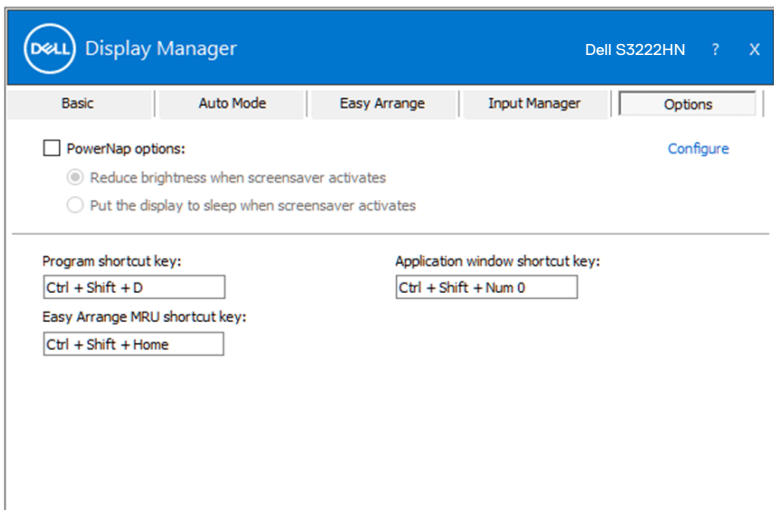 DELL Display Manager Dell S3222HN ? X
Basic Auto Mode Easy Arrange Input Manager Options
PowerNap options: Configure
Reduce brightness when screensaver activates
Put the display to sleep when screensaver activates
Program shortcut key: Application window shortcut key:
Ctrl + Shift + D Ctrl + Shift + Num 0
Easy Arrange MRU shortcut key:
Ctrl + Shift + Home